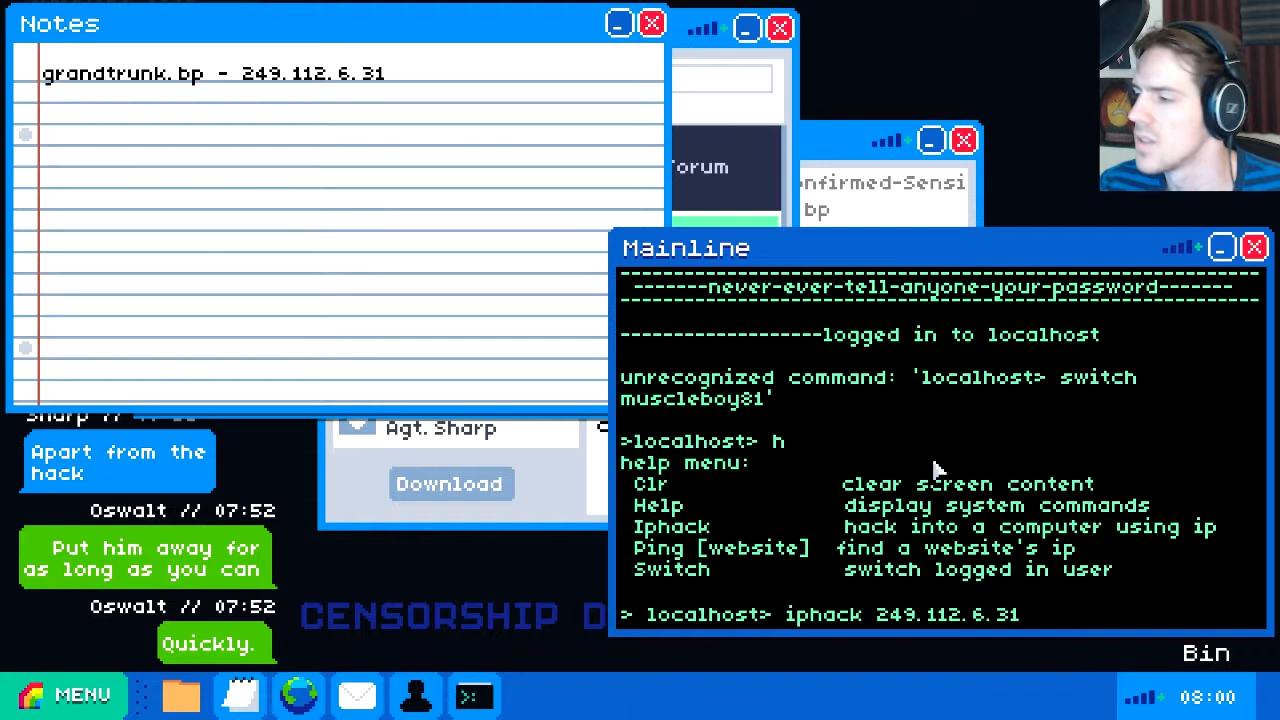 Notes
grandtrunk.bp - 249.112.6.31
orum
onfirmed-Sensi
bp
Mainline
-------never-ever-tell-anyone-your-password-------
------------------logged in to localhost
unrecognized command: 'localhost> switch
muscleboy81'
>localhost> h
help menu:
Clr clear screen content
Help display system commands
Iphack hack into a computer using ip
Ping [website] find a website's ip
Switch switch logged in user
> localhost> iphack 249.112.6.31
Sharp //
Apart from the
hack
Oswalt // 07:52
Put him away for
as long as you can
Oswalt // 07:52
Quickly.
Agt. Sharp
Download
CENSORSHIP D
Bin
MENU
08:00